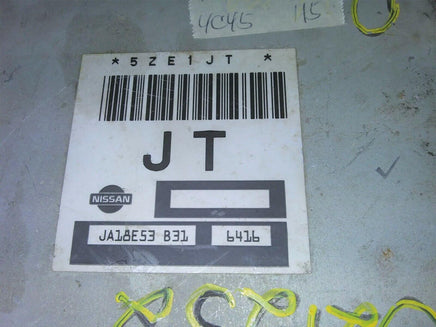 4C45 115
*5ZE1JT*
JT
NISSAN
JA18E53 B31 6416